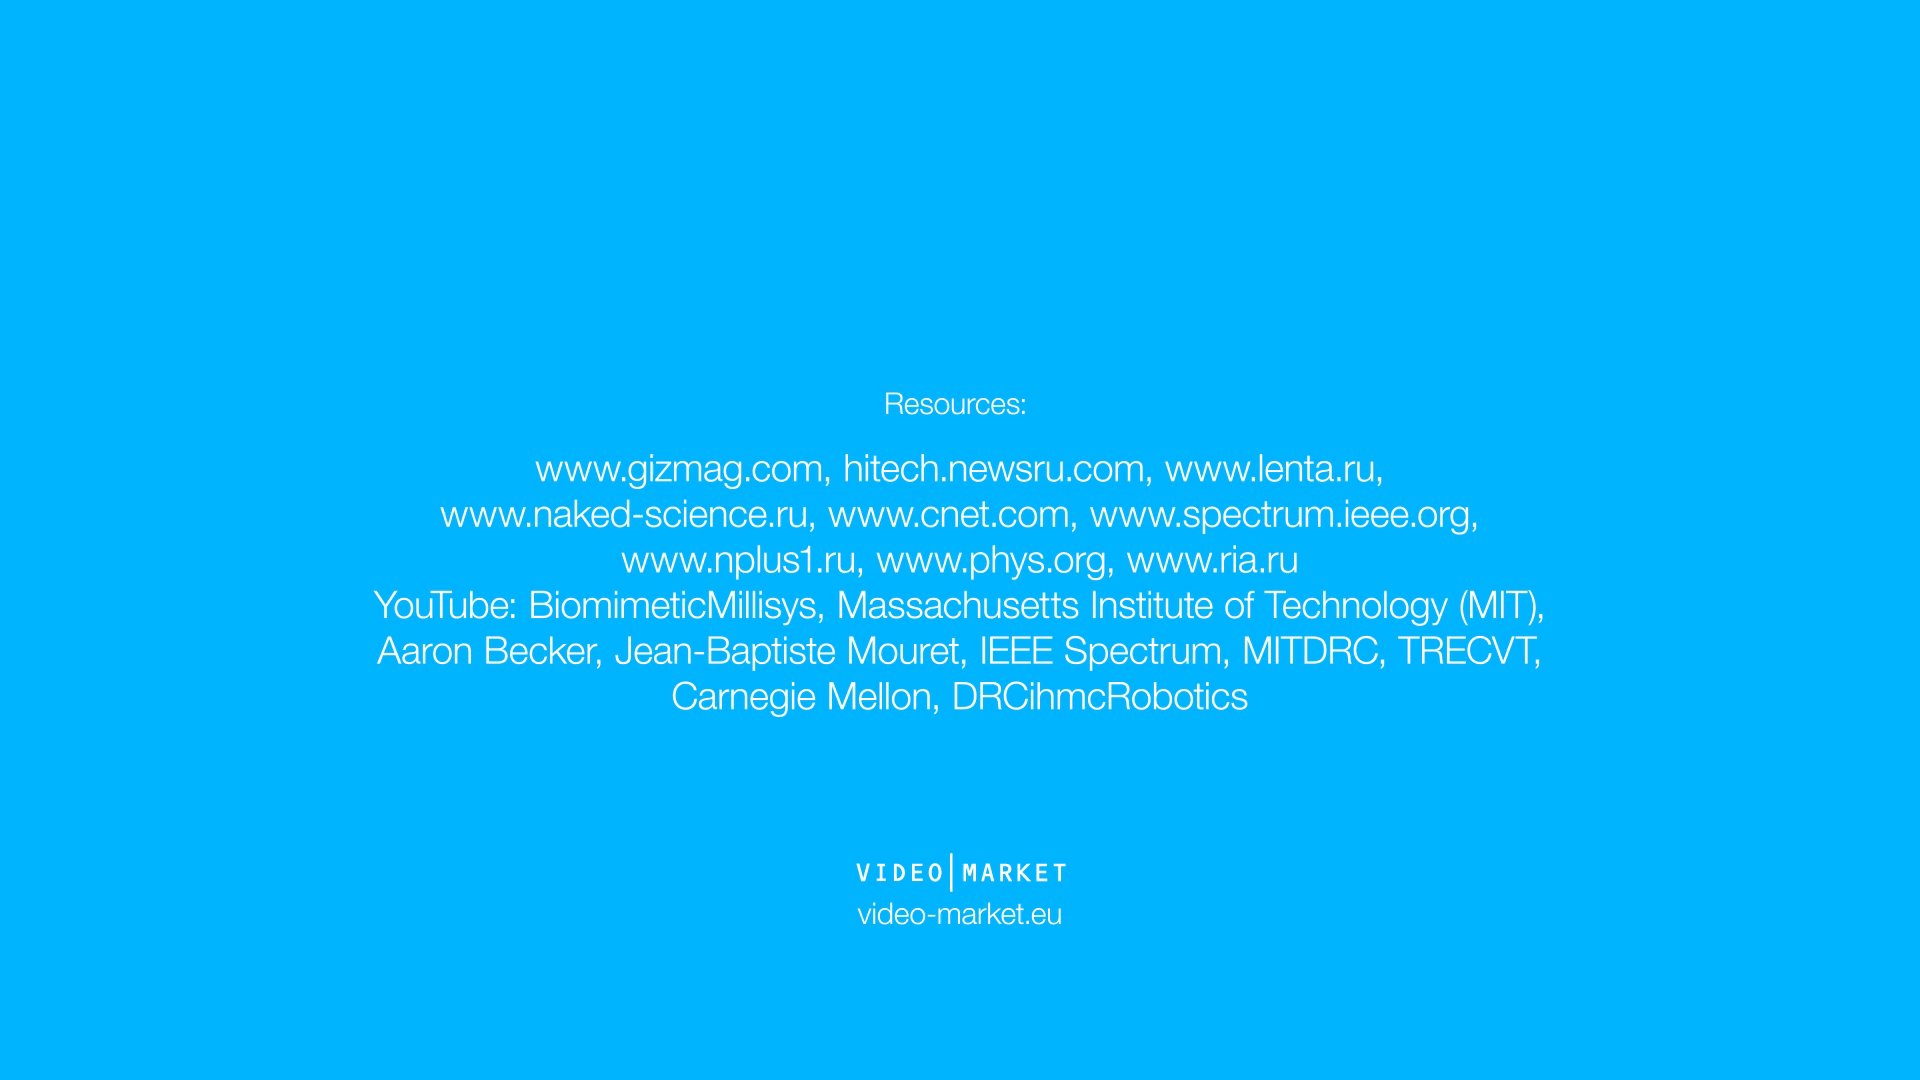 Resources:
www.gizmag.com, hitech.newsru.com, www.lenta.ru,
www.naked-science.ru, www.cnet.com, www.spectrum.ieee.org,
www.nplus1.ru, www.phys.org, www.ria.ru
YouTube: BiomimeticMillisys, Massachusetts Institute of Technology (MIT),
Aaron Becker, Jean-Baptiste Mouret, IEEE Spectrum, MITDRC, TRECVT,
Carnegie Mellon, DRCihmcRobotics
VIDEO|MARKET
video-market.eu